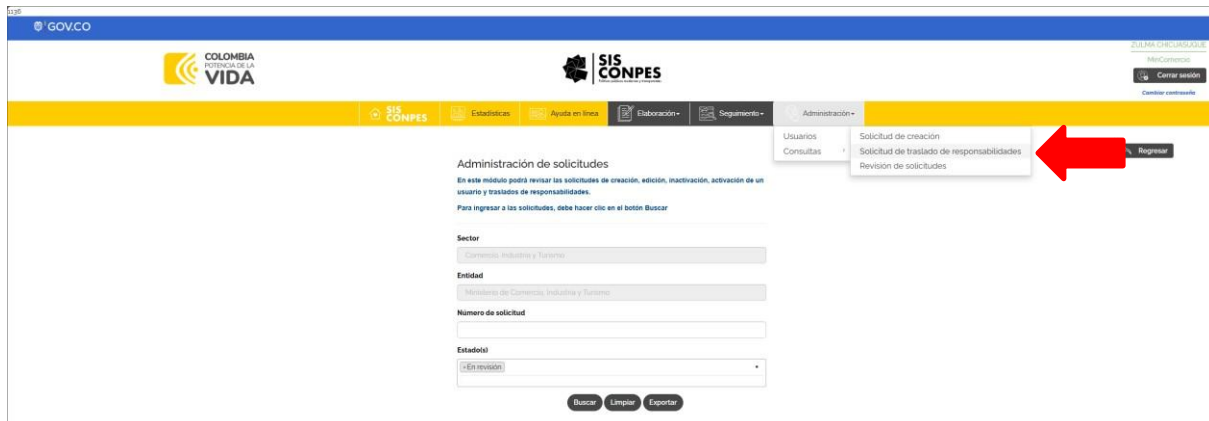 1136
GOV.CO
COLOMBIA
POTENCIA DE LA
VIDA
SIS
CONPES
ZULMA CHICUASUQUE
MinComercio
Cerrar sesión
Cambiar contraseña
SIS
CONPES
Estadísticas
Ayuda en línea
Elaboración
Seguimiento
Administración
Usuarios
Consultas
Solicitud de creación
Solicitud de traslado de responsabilidades
Revisión de solicitudes
Regresar
Administración de solicitudes
En este módulo podrá revisar las solicitudes de creación, edición, inactivación, activación de un
usuario y traslados de responsabilidades.
Para ingresar a las solicitudes, debe hacer clic en el botón Buscar
Sector
Comercio, Industria y Turismo
Entidad
Ministerio de Comercio, Industria y Turismo
Número de solicitud
Estado(s)
×En revisión
Buscar
Limpiar
Exportar